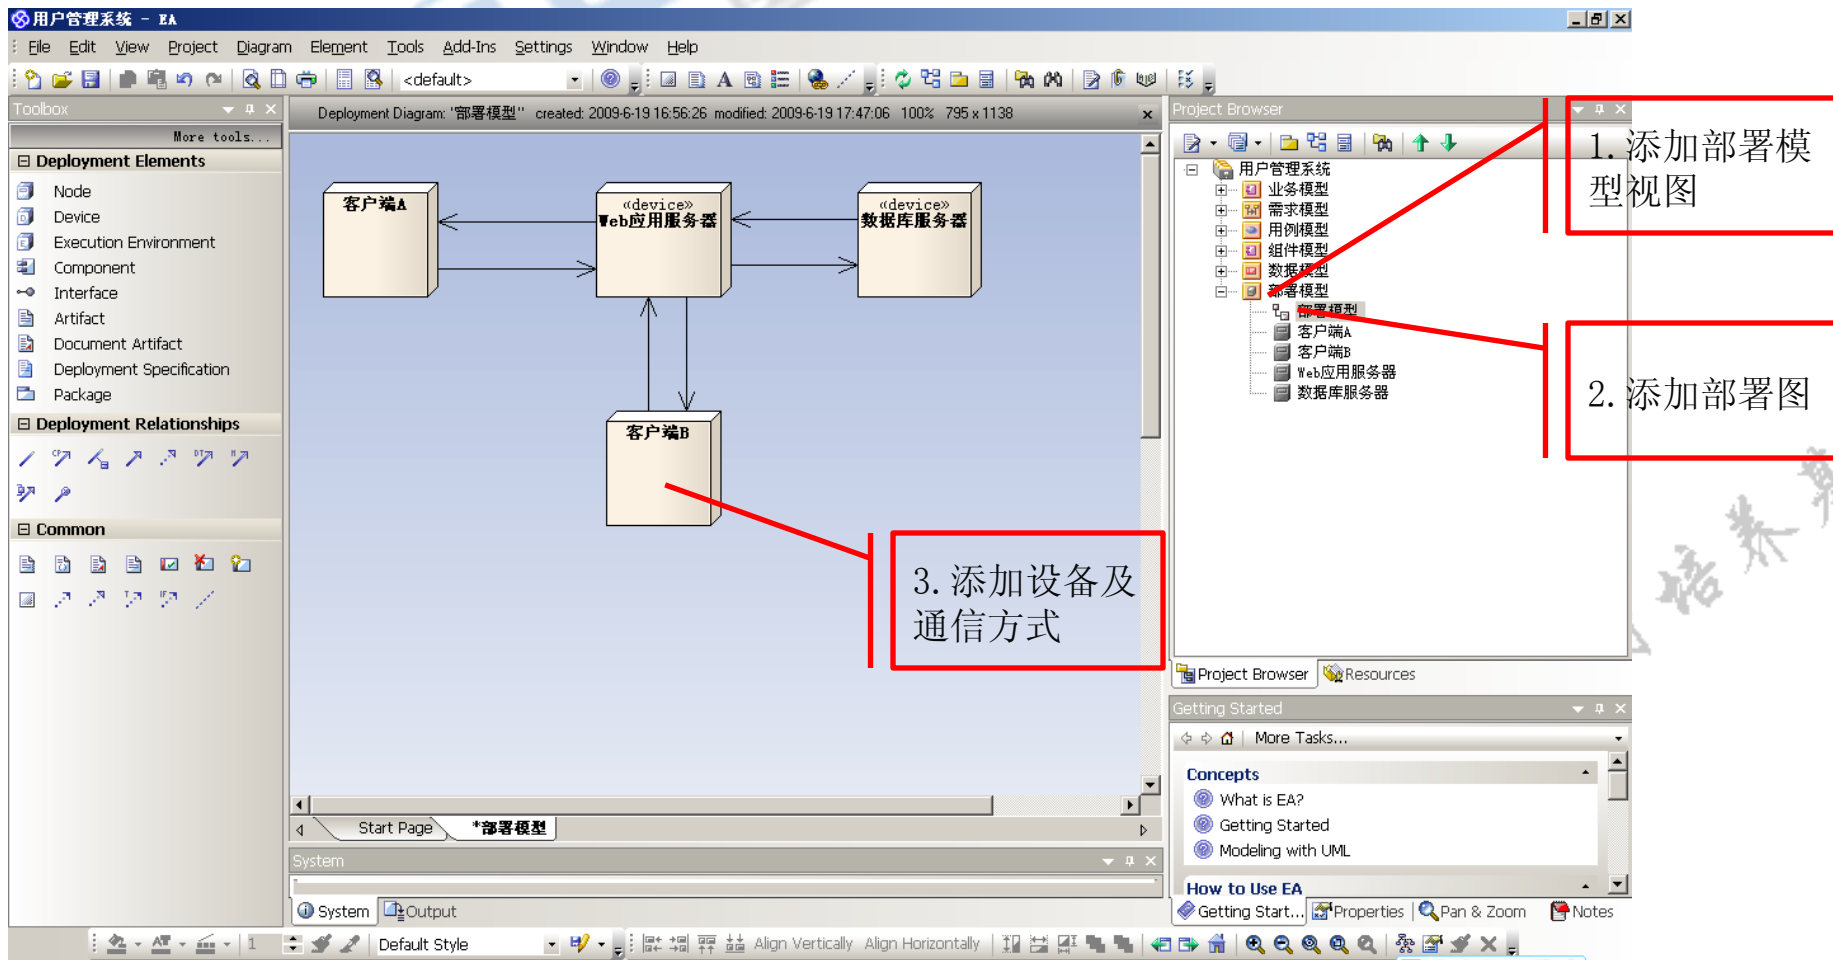 用户管理系统 - EA
File Edit View Project Diagram Element Tools Add-Ins Settings Window Help
<default>
Toolbox
More tools...
Deployment Elements
Node
Device
Execution Environment
Component
Interface
Artifact
Document Artifact
Deployment Specification
Package
Deployment Relationships
Common
Deployment Diagram: "部署模型" created: 2009-6-19 16:56:26 modified: 2009-6-19 17:47:06 100% 795 x 1138
客户端A
«device»
Web应用服务器
«device»
数据库服务器
客户端B
3.添加设备及
通信方式
Start Page *部署模型
System
System Output
Project Browser
用户管理系统
业务模型
需求模型
用例模型
组件模型
数据模型
部署模型
部署模型
客户端A
客户端B
Web应用服务器
数据库服务器
1.添加部署模
型视图
2.添加部署图
Project Browser Resources
Getting Started
More Tasks...
Concepts
What is EA?
Getting Started
Modeling with UML
How to Use EA
Getting Start... Properties Pan & Zoom Notes
1 Default Style Align Vertically Align Horizontally